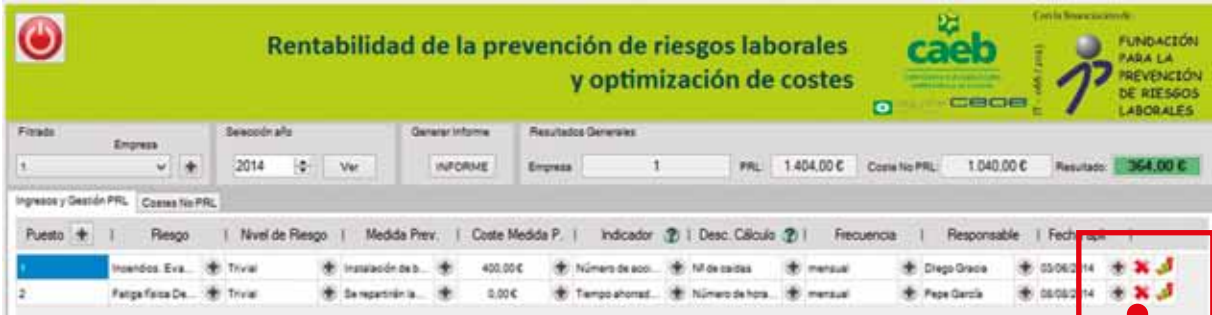 Rentabilidad de la prevención de riesgos laborales
y optimización de costes
caeb
CEOE
Con la financiación de:
FUNDACIÓN
PARA LA
PREVENCIÓN
DE RIESGOS
LABORALES
Filtrado
Empresa
1
Selección año
2014 Ver
Generar Informe
INFORME
Resultados Generales
Empresa 1 PRL: 1.404,00 € Costes No PRL: 1.040,00 € Resultado: 364,00 €
Ingresos y Gestión PRL Costes No PRL
Puesto + | Riesgo | Nivel de Riesgo | Medida Prev. | Coste Medida P. | Indicador ? | Desc. Cálculo ? | Frecuencia | Responsable |
1 Incendios. Eva... + Trivial + Instalación de b... + 400,00 € + Número de acci... + Nº de caídas + mensual + Diego Gracia + 03/06/2014 +
2 Fatiga física De... + Trivial + Se repartirán la... + 0,00 € + Tiempo ahorrad... + Número de hora... + mensual + Pepe García +